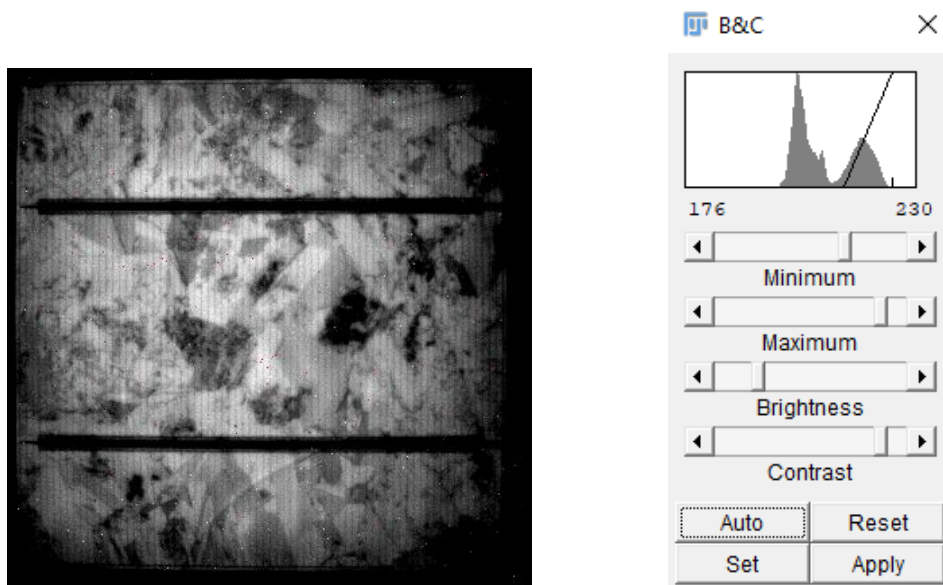 B&C
176 230
Minimum
Maximum
Brightness
Contrast
Auto Reset
Set Apply